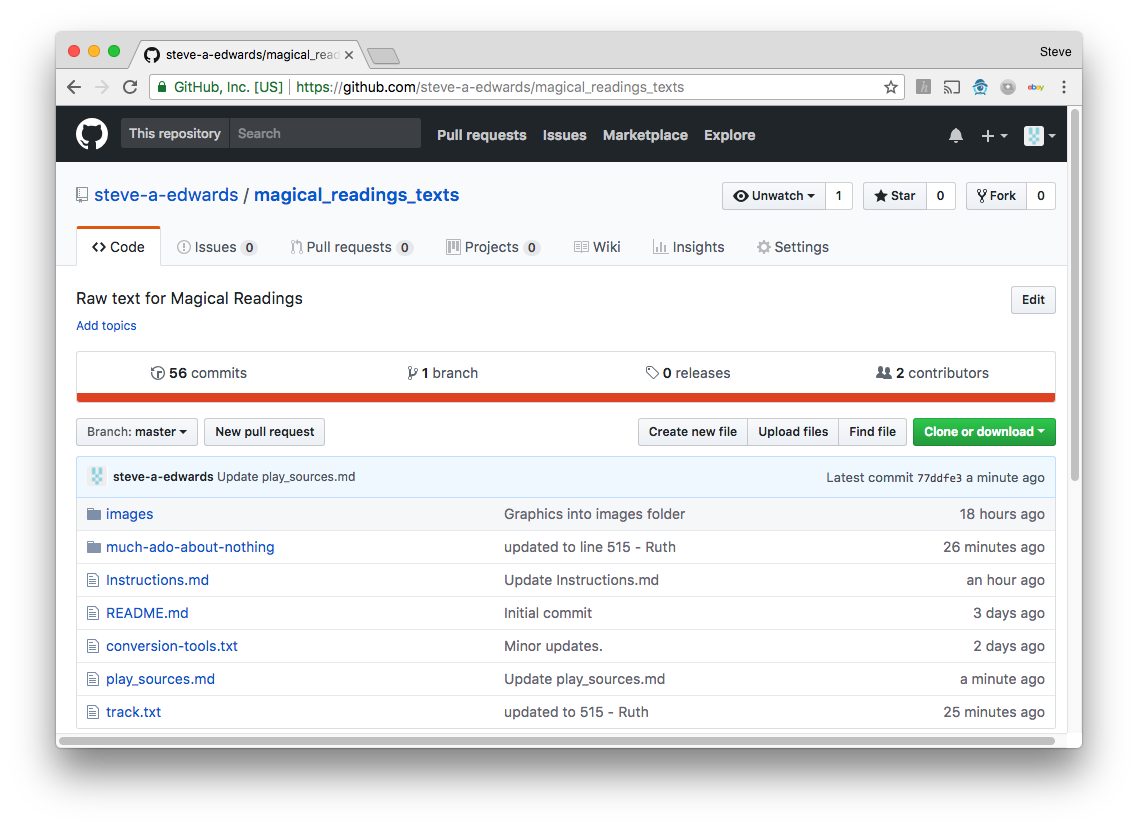 steve-a-edwards/magical_rea
Steve
GitHub, Inc. [US] https://github.com/steve-a-edwards/magical_readings_texts
h ebay
This repository Search Pull requests Issues Marketplace Explore
steve-a-edwards / magical_readings_texts Unwatch 1 Star 0 Fork 0
Code Issues 0 Pull requests 0 Projects 0 Wiki Insights Settings
Raw text for Magical Readings Edit
Add topics
56 commits 1 branch 0 releases 2 contributors
Branch: master New pull request Create new file Upload files Find file Clone or download
steve-a-edwards Update play_sources.md Latest commit 77ddfe3 a minute ago
images Graphics into images folder 18 hours ago
much-ado-about-nothing updated to line 515 - Ruth 26 minutes ago
Instructions.md Update Instructions.md an hour ago
README.md Initial commit 3 days ago
conversion-tools.txt Minor updates. 2 days ago
play_sources.md Update play_sources.md a minute ago
track.txt updated to 515 - Ruth 25 minutes ago